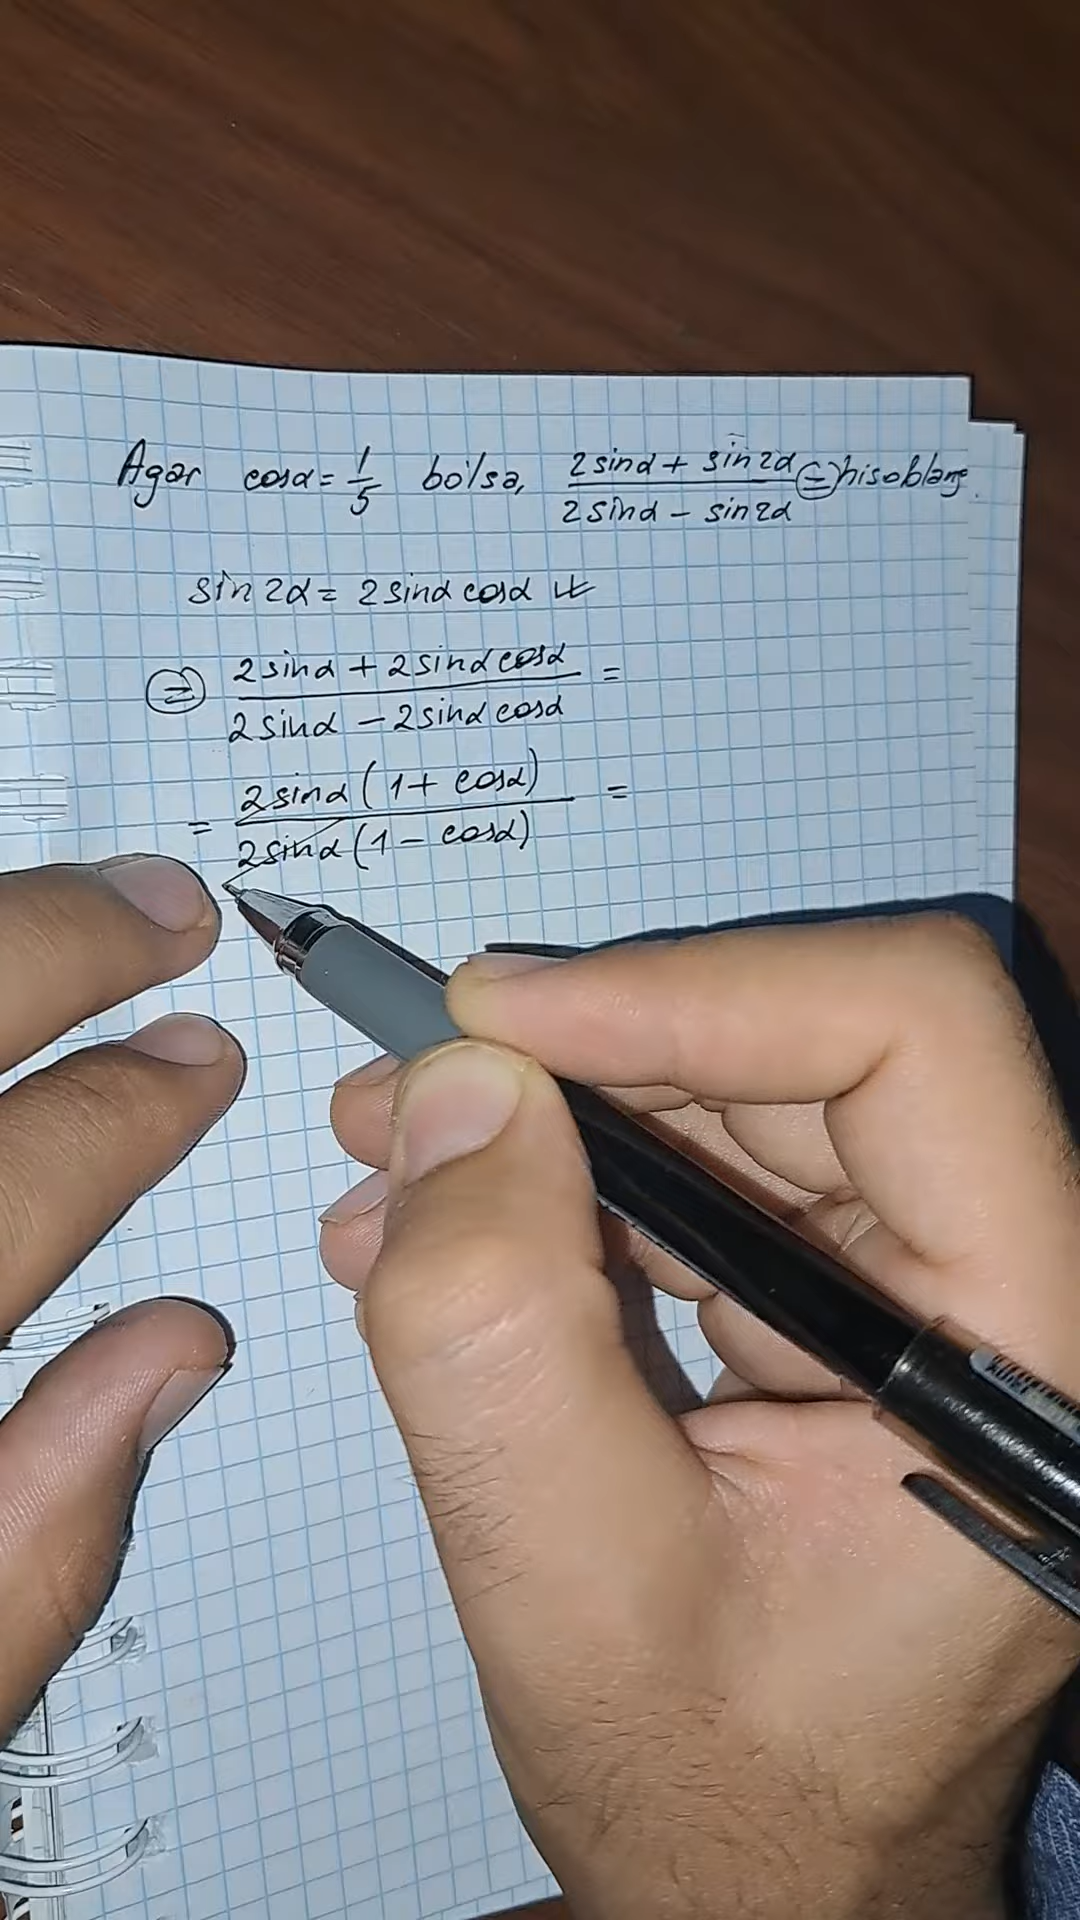 Agar cosα = 1/5 bo'lsa, (2sinα + sin2α)/(2sinα - sin2α) = hisoblang.
sin2α = 2sinα cosα
= (2sinα + 2sinα cosα)/(2sinα - 2sinα cosα) =
= 2sinα(1 + cosα)/2sinα(1 - cosα) =